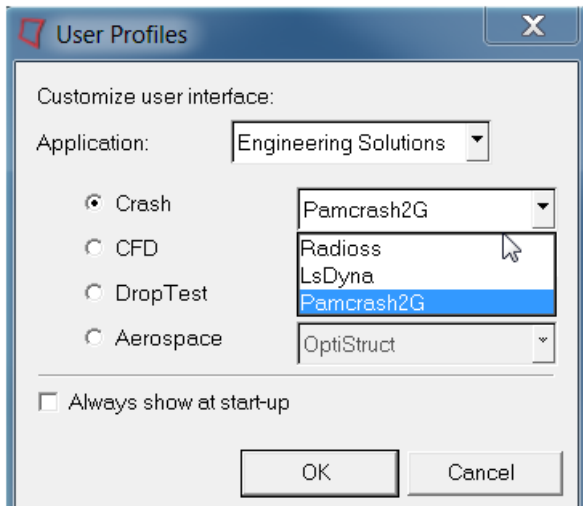 User Profiles
X
Customize user interface:
Application: Engineering Solutions
Crash Pamcrash2G
CFD Radioss
LsDyna
DropTest Pamcrash2G
Aerospace OptiStruct
Always show at start-up
OK Cancel